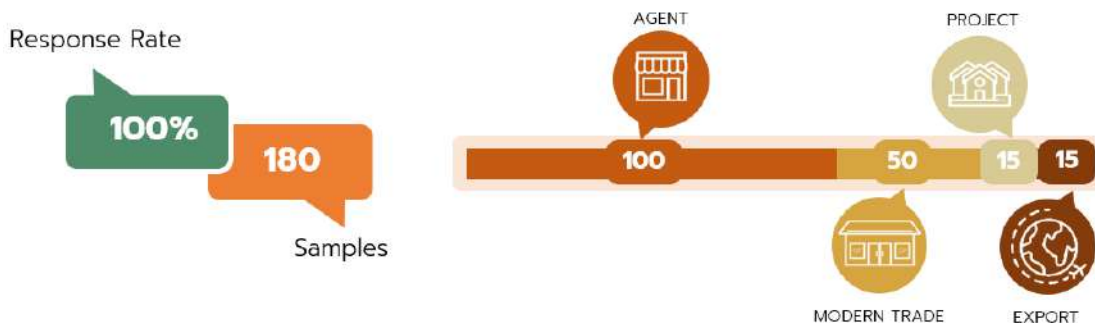 Response Rate
100%
180
Samples
AGENT
PROJECT
100
50
15
15
MODERN TRADE
EXPORT